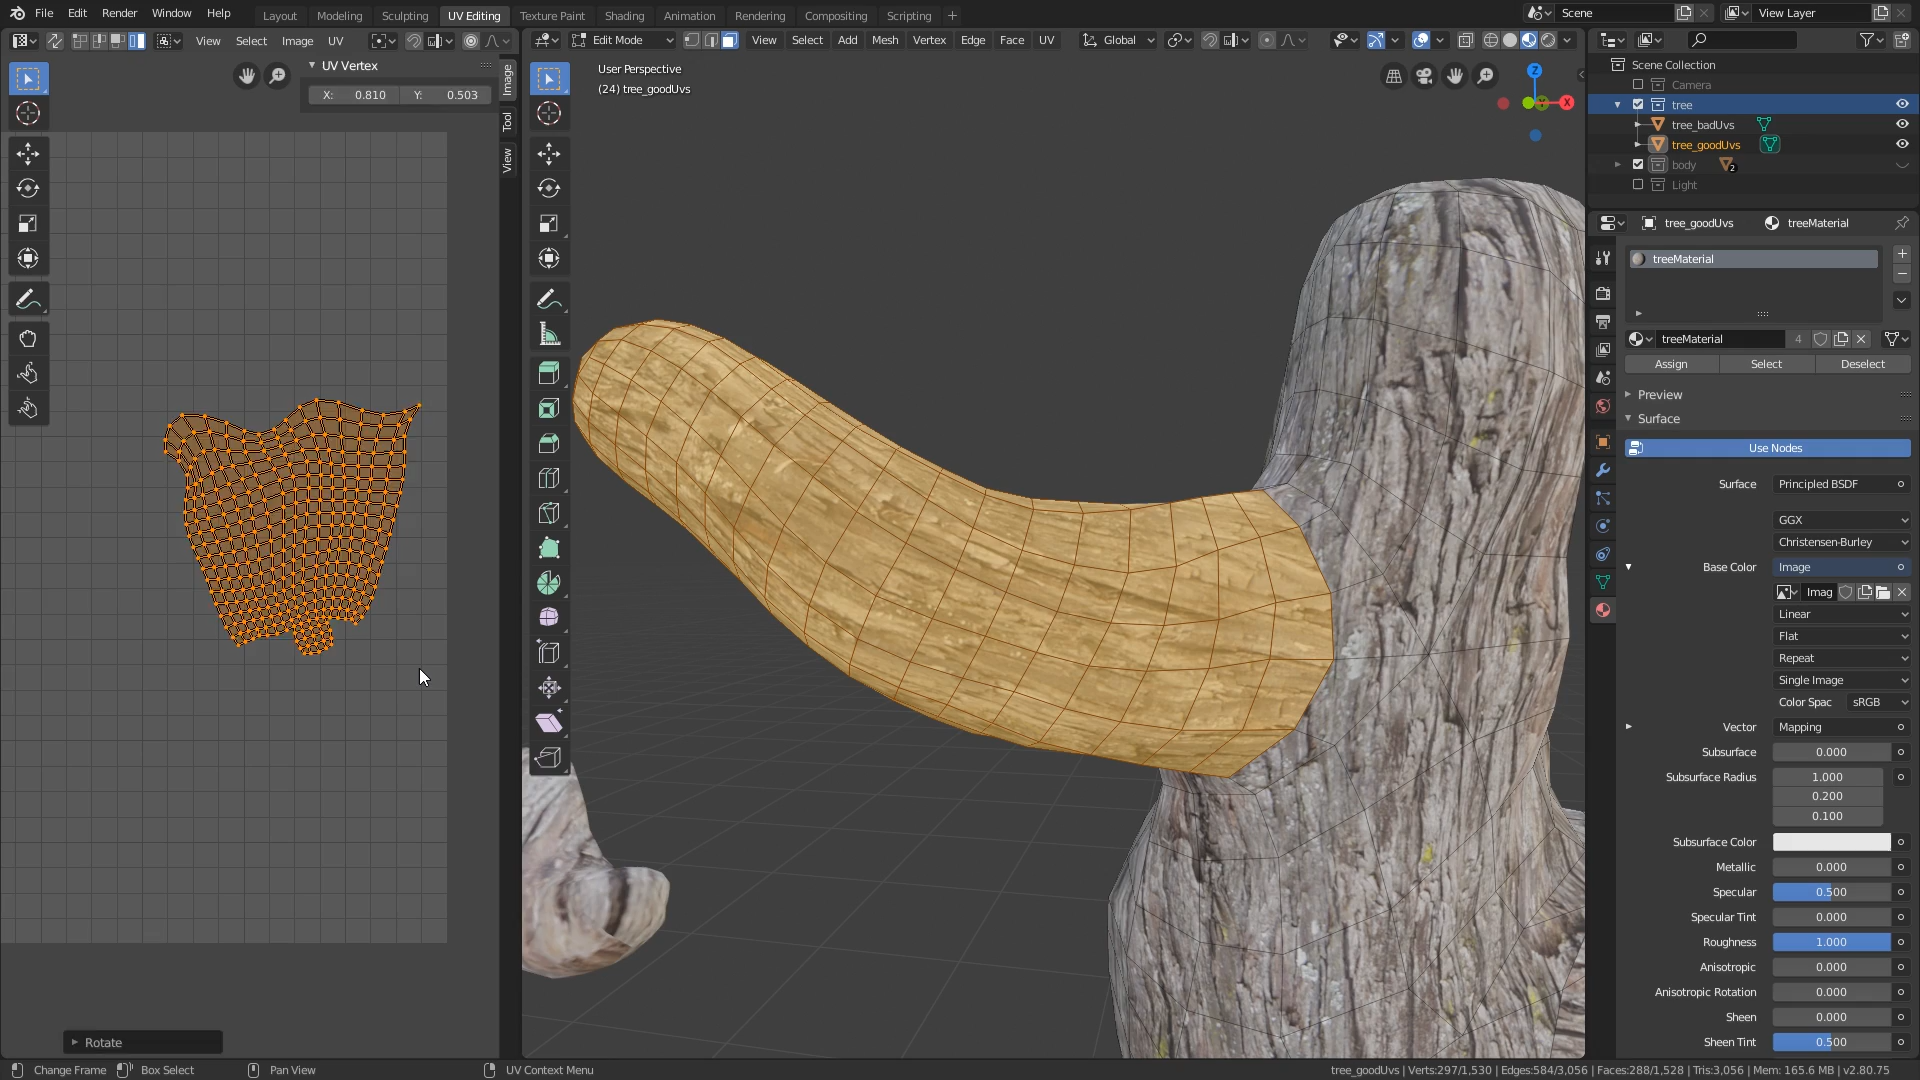 File Edit Render Window Help Layout Modeling Sculpting UV Editing Texture Paint Shading Animation Rendering Compositing Scripting + Scene View Layer
View Select Image UV Edit Mode View Select Add Mesh Vertex Edge Face UV Global
UV Vertex
X: 0.810 Y: 0.503
Image
Tool
View
User Perspective
(24) tree_goodUvs
Z
X
Rotate
Scene Collection
Camera
tree
tree_badUvs
tree_goodUvs
body 2
Light
tree_goodUvs treeMaterial
treeMaterial
treeMaterial 4
Assign Select Deselect
Preview
Surface
Use Nodes
Surface Principled BSDF
GGX
Christensen-Burley
Base Color Image
Imag
Linear
Flat
Repeat
Single Image
Color Spac sRGB
Vector Mapping
Subsurface 0.000
Subsurface Radius 1.000
0.200
0.100
Subsurface Color
Metallic 0.000
Specular 0.500
Specular Tint 0.000
Roughness 1.000
Anisotropic 0.000
Anisotropic Rotation 0.000
Sheen 0.000
Sheen Tint 0.500
Change Frame Box Select Pan View UV Context Menu tree_goodUvs | Verts:297/1,530 | Edges:584/3,056 | Faces:288/1,528 | Tris:3,056 | Mem: 165.6 MB | v2.80.75